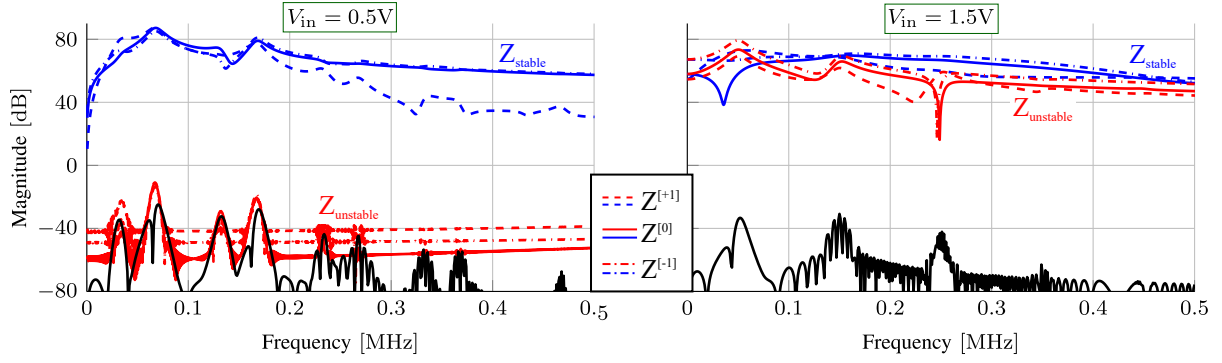 V_in = 0.5V
V_in = 1.5V
80
40
0
−40
−80
Magnitude [dB]
Z_stable
Z_unstable
0
0.1
0.2
0.3
0.4
0.5
Frequency [MHz]
Z^[+1]
Z^[0]
Z^[-1]
Z_stable
Z_unstable
0
0.1
0.2
0.3
0.4
0.5
Frequency [MHz]